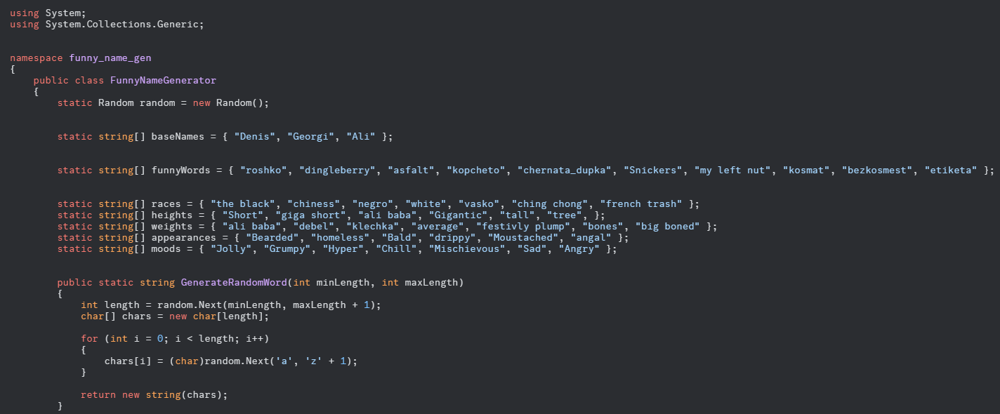 using System;
using System.Collections.Generic;
namespace funny_name_gen
{
public class FunnyNameGenerator
{
static Random random = new Random();
static string[] baseNames = { "Denis", "Georgi", "Ali" };
static string[] funnyWords = { "roshko", "dingleberry", "asfalt", "kopcheto", "chernata_dupka", "Snickers", "my left nut", "kosmat", "bezkosmest", "etiketa" };
static string[] races = { "the black", "chiness", "negro", "white", "vasko", "ching chong", "french trash" };
static string[] heights = { "Short", "giga short", "ali baba", "Gigantic", "tall", "tree", };
static string[] weights = { "ali baba", "debel", "klechka", "average", "festivly plump", "bones", "big boned" };
static string[] appearances = { "Bearded", "homeless", "Bald", "drippy", "Moustached", "angal" };
static string[] moods = { "Jolly", "Grumpy", "Hyper", "Chill", "Mischievous", "Sad", "Angry" };
public static string GenerateRandomWord(int minLength, int maxLength)
{
int length = random.Next(minLength, maxLength + 1);
char[] chars = new char[length];
for (int i = 0; i < length; i++)
{
chars[i] = (char)random.Next('a', 'z' + 1);
}
return new string(chars);
}